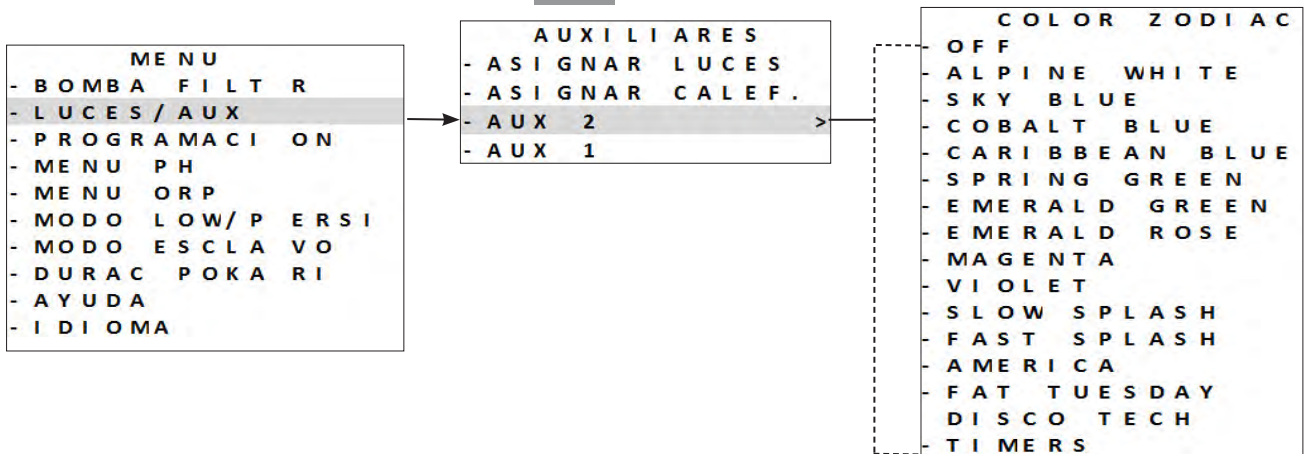 MENU
- BOMBA FILTR
- LUCES/AUX
- PROGRAMACION
- MENU PH
- MENU ORP
- MODO LOW/PERSI
- MODO ESCLAVO
- DURAC POKARI
- AYUDA
- IDIOMA
AUXILIARES
- ASIGNAR LUCES
- ASIGNAR CALEF.
- AUX 2 >
- AUX 1
COLOR ZODIAC
- OFF
- ALPINE WHITE
- SKY BLUE
- COBALT BLUE
- CARIBBEAN BLUE
- SPRING GREEN
- EMERALD GREEN
- EMERALD ROSE
- MAGENTA
- VIOLET
- SLOW SPLASH
- FAST SPLASH
- AMERICA
- FAT TUESDAY
DISCO TECH
- TIMERS